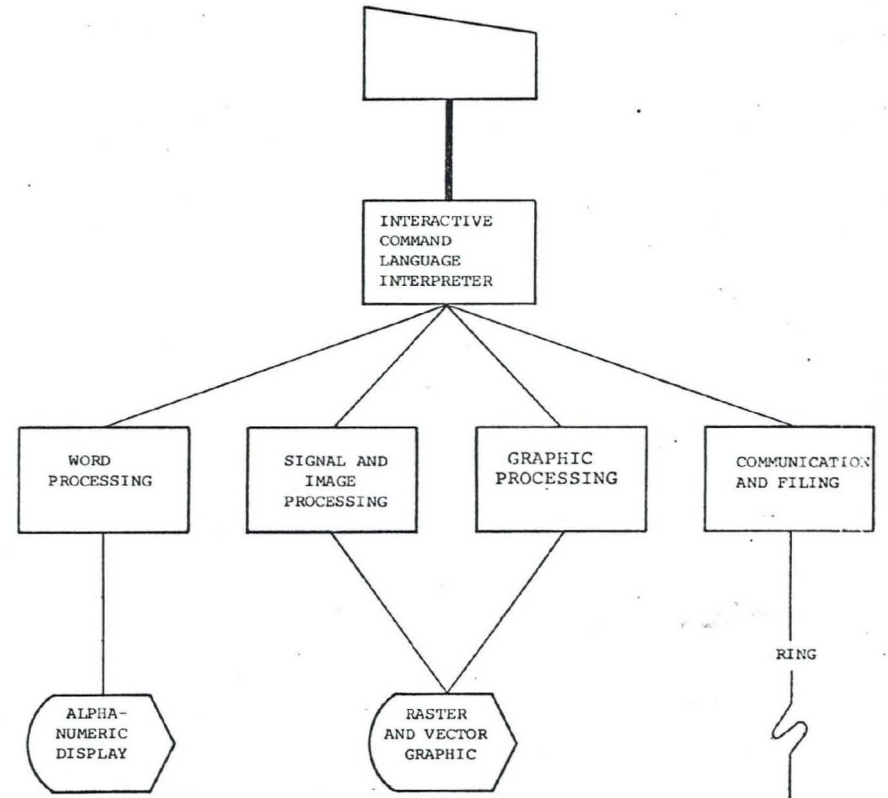 INTERACTIVE
COMMAND
LANGUAGE
INTERPRETER
WORD
PROCESSING
SIGNAL AND
IMAGE
PROCESSING
GRAPHIC
PROCESSING
COMMUNICATION
AND FILING
RING
ALPHA-
NUMERIC
DISPLAY
RASTER
AND VECTOR
GRAPHIC